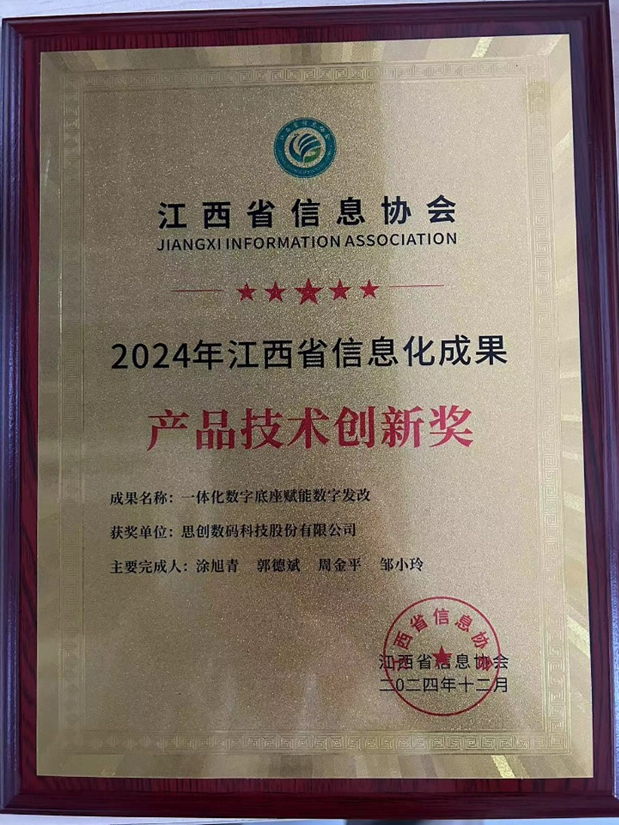 江西省信息协会
JIANGXI INFORMATION ASSOCIATION
2024年江西省信息化成果
产品技术创新奖
成果名称：一体化数字底座赋能数字发改
获奖单位：思创数码科技股份有限公司
主要完成人：涂旭青 郭德斌 周金平 邹小玲
江西省信息协会
江西省信息协会
二〇二四年十二月